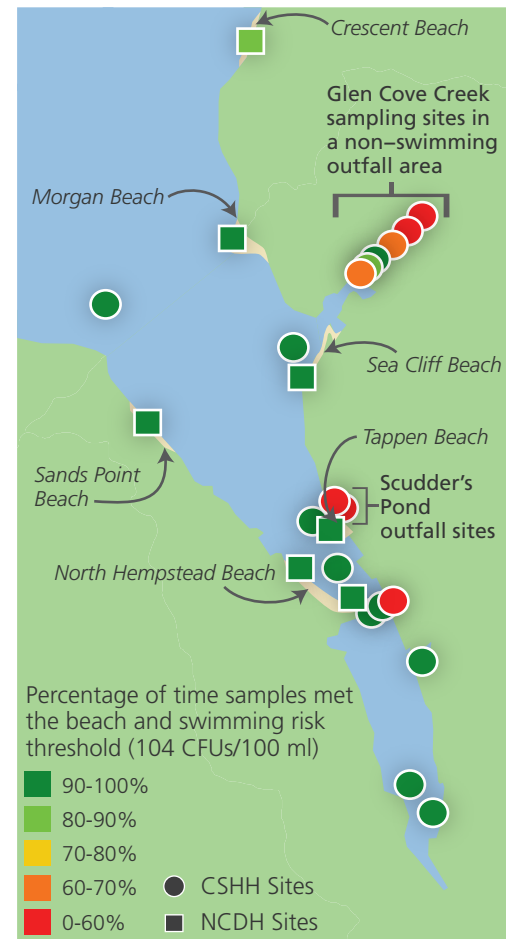 Crescent Beach
Glen Cove Creek
sampling sites in
a non–swimming
outfall area
Morgan Beach
Sea Cliff Beach
Tappen Beach
Sands Point
Beach
Scudder’s
Pond
outfall sites
North Hempstead Beach
Percentage of time samples met
the beach and swimming risk
threshold (104 CFUs/100 ml)
90-100%
80-90%
70-80%
60-70%
CSHH Sites
0-60%
NCDH Sites